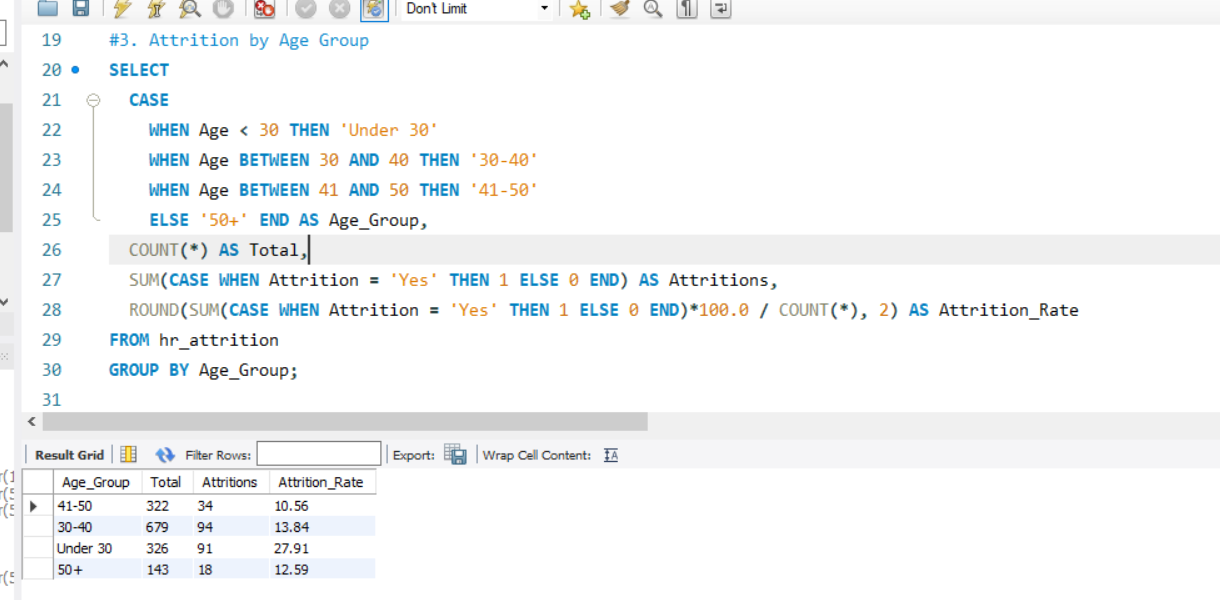 Don't Limit
19 #3. Attrition by Age Group
20 SELECT
21 CASE
22 WHEN Age < 30 THEN 'Under 30'
23 WHEN Age BETWEEN 30 AND 40 THEN '30-40'
24 WHEN Age BETWEEN 41 AND 50 THEN '41-50'
25 ELSE '50+' END AS Age_Group,
26 COUNT(*) AS Total,
27 SUM(CASE WHEN Attrition = 'Yes' THEN 1 ELSE 0 END) AS Attritions,
28 ROUND(SUM(CASE WHEN Attrition = 'Yes' THEN 1 ELSE 0 END)*100.0 / COUNT(*), 2) AS Attrition_Rate
29 FROM hr_attrition
30 GROUP BY Age_Group;
31
Result Grid Filter Rows: Export: Wrap Cell Content:
Age_Group Total Attritions Attrition_Rate
41-50 322 34 10.56
30-40 679 94 13.84
Under 30 326 91 27.91
50+ 143 18 12.59